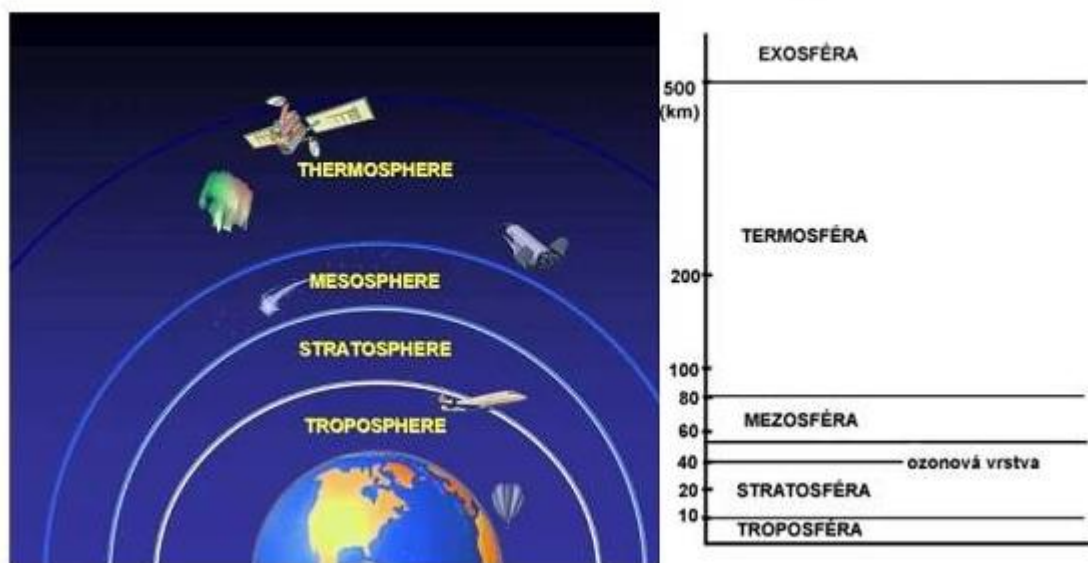 THERMOSPHERE
MESOSPHERE
STRATOSPHERE
TROPOSPHERE
EXOSFÉRA
500
(km)
TERMOSFÉRA
200
100
80
MEZOSFÉRA
60
40 ozonová vrstva
20 STRATOSFÉRA
10
TROPOSFÉRA